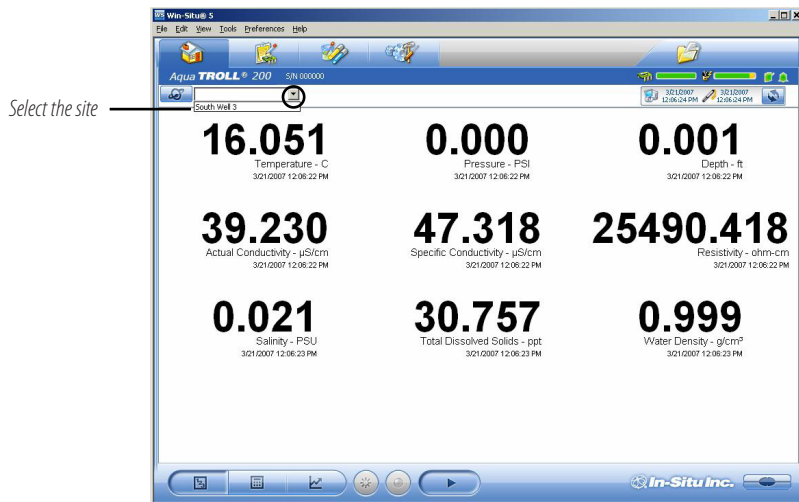 Win-Situ® 5
File Edit View Tools Preferences Help
Aqua TROLL® 200 S/N 000000
3/21/2007 12:06:24 PM
3/21/2007 12:06:24 PM
Select the site
South Well 3
16.051
Temperature - C
3/21/2007 12:06:22 PM
0.000
Pressure - PSI
3/21/2007 12:06:22 PM
0.001
Depth - ft
3/21/2007 12:06:22 PM
39.230
Actual Conductivity - µS/cm
3/21/2007 12:06:22 PM
47.318
Specific Conductivity - µS/cm
3/21/2007 12:06:22 PM
25490.418
Resistivity - ohm-cm
3/21/2007 12:06:22 PM
0.021
Salinity - PSU
3/21/2007 12:06:23 PM
30.757
Total Dissolved Solids - ppt
3/21/2007 12:06:23 PM
0.999
Water Density - g/cm³
3/21/2007 12:06:23 PM
In-Situ Inc.